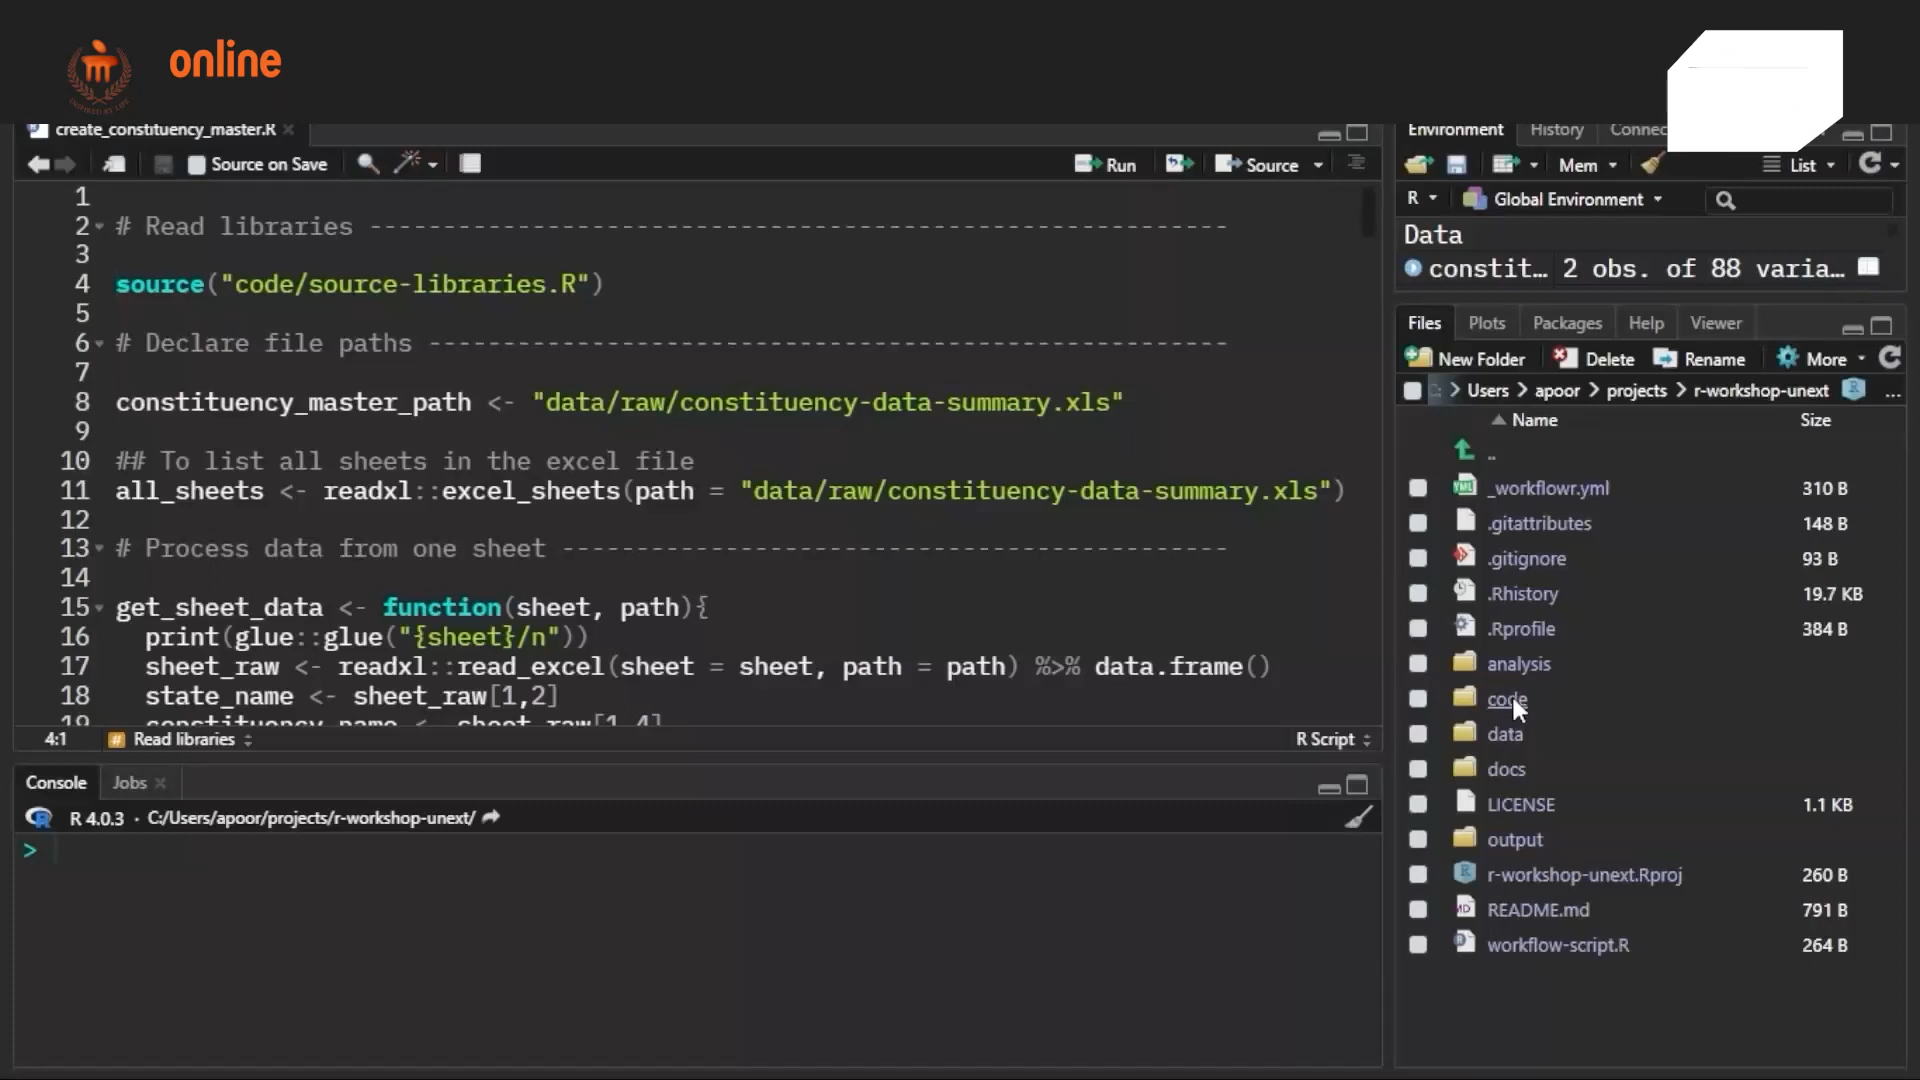 online
INSPIRED BY LIFE
create_constituency_master.R
Source on Save
Run
Source
1
2 # Read libraries ----------------------------------------------------------
3
4 source("code/source-libraries.R")
5
6 # Declare file paths ------------------------------------------------------
7
8 constituency_master_path <- "data/raw/constituency-data-summary.xls"
9
10 ## To list all sheets in the excel file
11 all_sheets <- readxl::excel_sheets(path = "data/raw/constituency-data-summary.xls")
12
13 # Process data from one sheet ---------------------------------------------
14
15 get_sheet_data <- function(sheet, path){
16 print(glue::glue("{sheet}/n"))
17 sheet_raw <- readxl::read_excel(sheet = sheet, path = path) %>% data.frame()
18 state_name <- sheet_raw[1,2]
19 constituency_name <- sheet_raw[1,4]
4:1 # Read libraries R Script
Console Jobs
R 4.0.3 · C:/Users/apoor/projects/r-workshop-unext/
>
Environment History Connec
Mem List
R Global Environment
Data
constit… 2 obs. of 88 varia…
Files Plots Packages Help Viewer
New Folder Delete Rename More
C: > Users > apoor > projects > r-workshop-unext ...
Name Size
..
_workflowr.yml 310 B
.gitattributes 148 B
.gitignore 93 B
.Rhistory 19.7 KB
.Rprofile 384 B
analysis
code
data
docs
LICENSE 1.1 KB
output
r-workshop-unext.Rproj 260 B
README.md 791 B
workflow-script.R 264 B